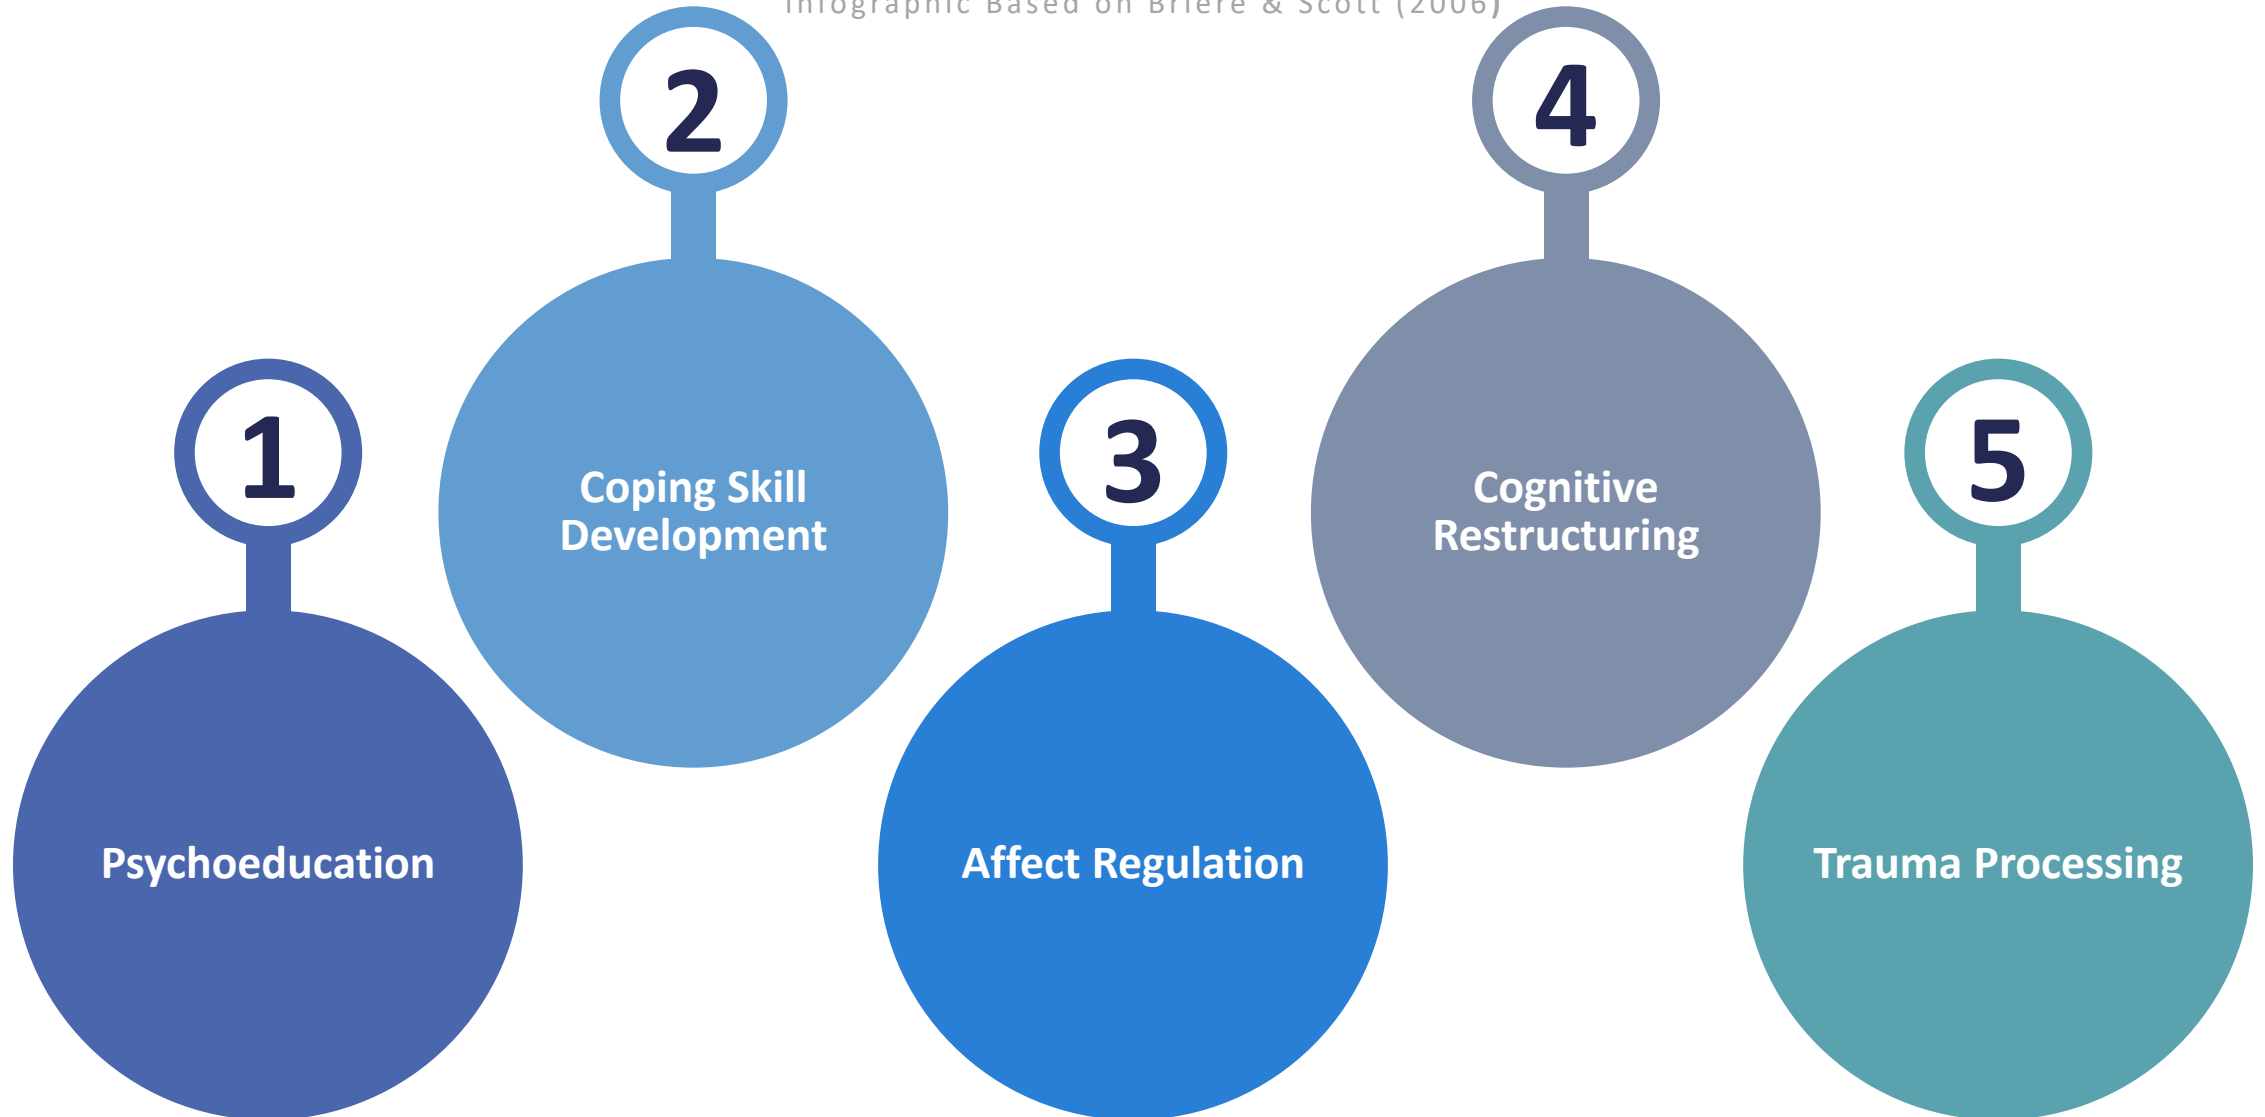 Infographic Based on Briere & Scott (2006)
1
Psychoeducation
2
Coping Skill
Development
3
Affect Regulation
4
Cognitive
Restructuring
5
Trauma Processing